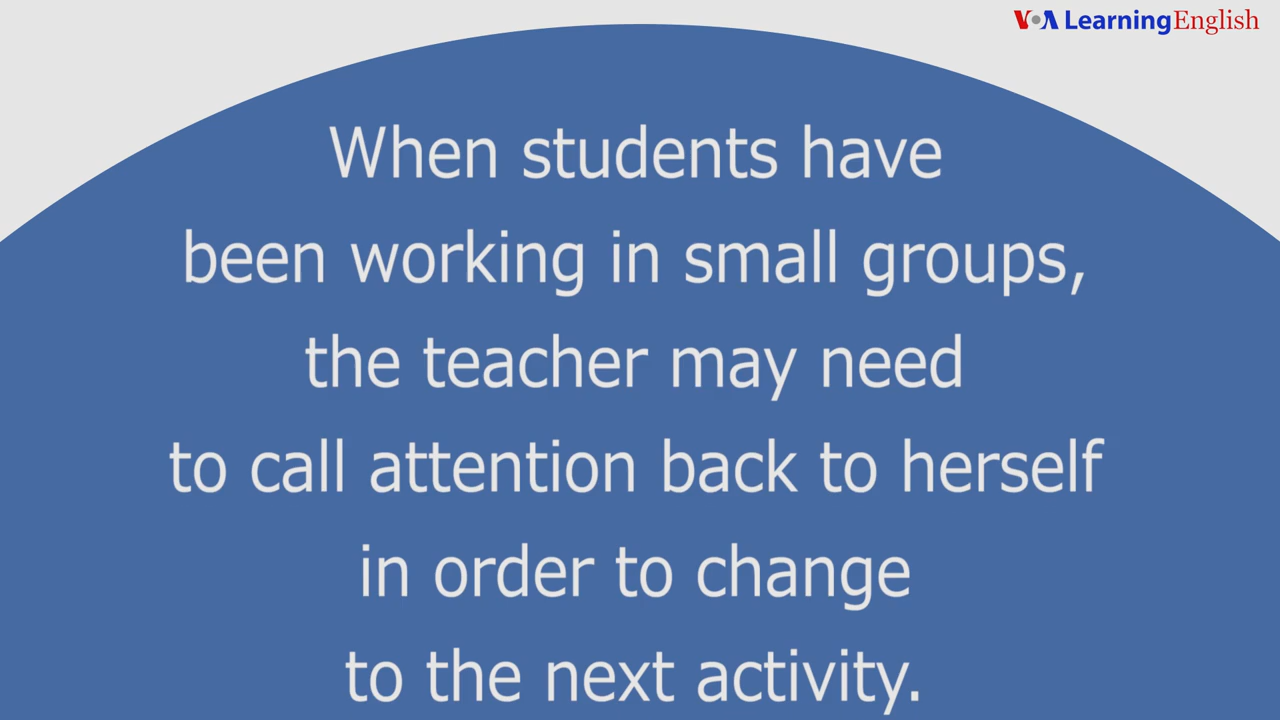 VOA LearningEnglish
When students have
been working in small groups,
the teacher may need
to call attention back to herself
in order to change
to the next activity.